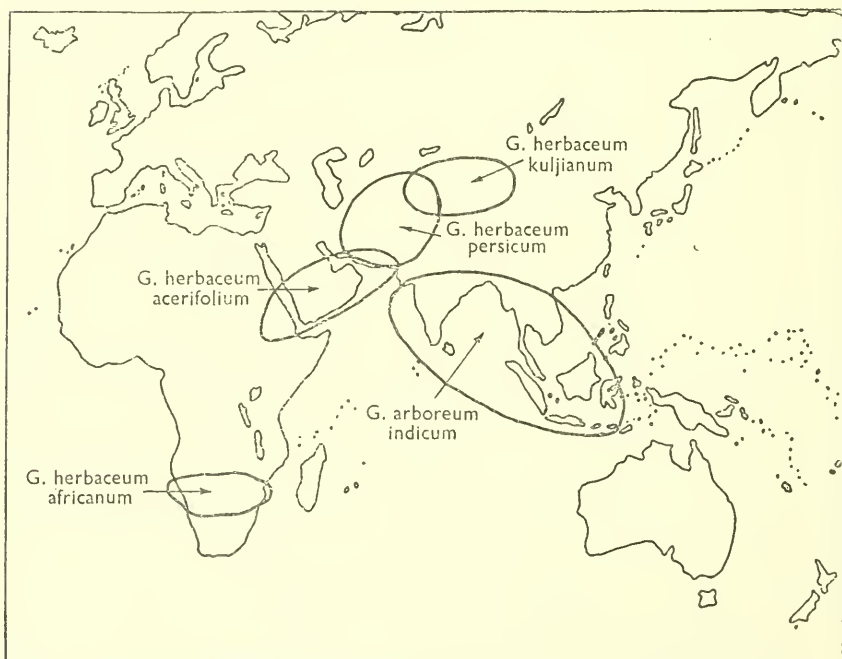 G. herbaceum
kuljianum
G. herbaceum
persicum
G. herbaceum
acerifolium
G. arboreum
indicum
G. herbaceum
africanum